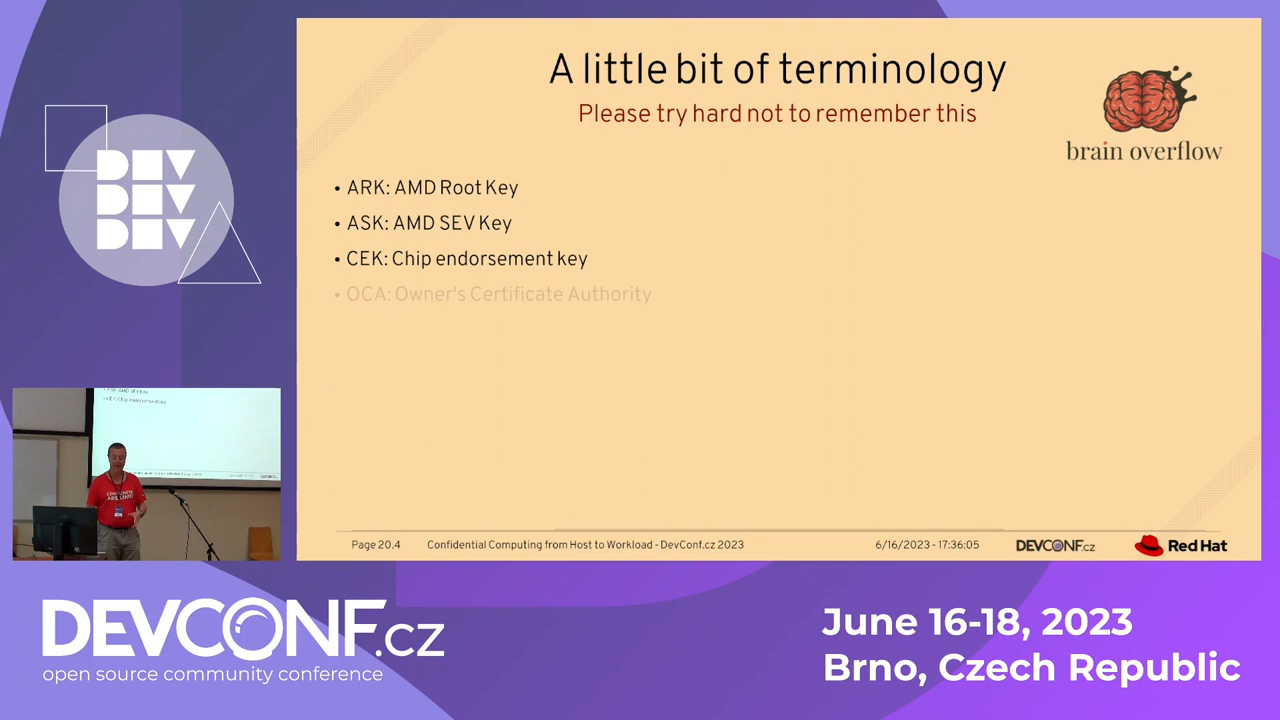 A little bit of terminology
Please try hard not to remember this
brain overflow
• ARK: AMD Root Key
• ASK: AMD SEV Key
• CEK: Chip endorsement key
• OCA: Owner's Certificate Authority
Page 20.4
Confidential Computing from Host to Workload - DevConf.cz 2023
6/16/2023 - 17:36:05
DEVCONF.cz
Red Hat
DEV
DEV
DEV
DEVCONF.cz
open source community conference
June 16-18, 2023
Brno, Czech Republic